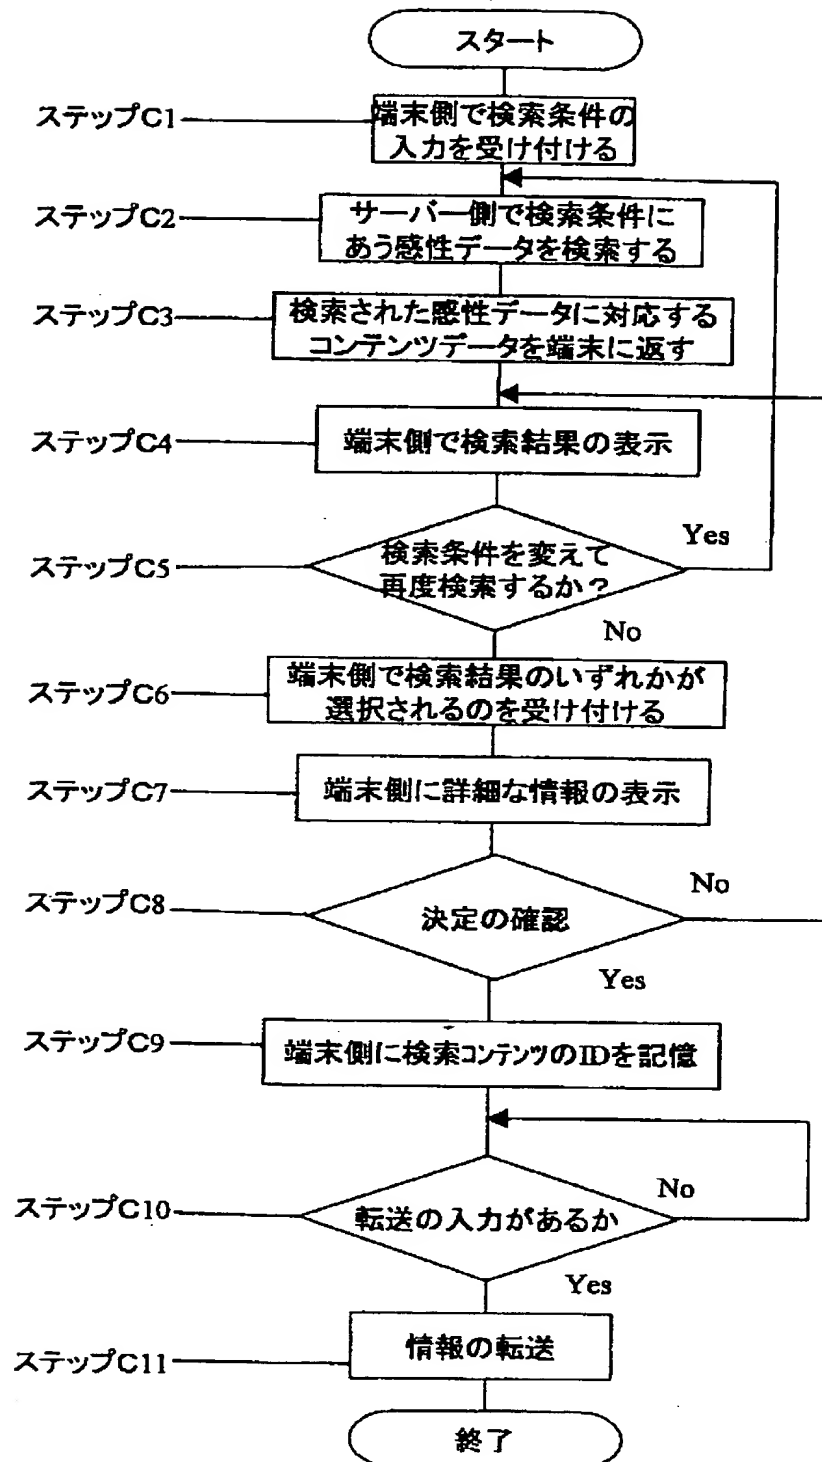 スタート
ステップC1
端末側で検索条件の
入力を受け付ける
ステップC2
サーバー側で検索条件に
あう感性データを検索する
ステップC3
検索された感性データに対応する
コンテンツデータを端末に返す
ステップC4
端末側で検索結果の表示
ステップC5
検索条件を変えて
再度検索するか？
Yes
No
ステップC6
端末側で検索結果のいずれかが
選択されるのを受け付ける
ステップC7
端末側に詳細な情報の表示
ステップC8
決定の確認
No
Yes
ステップC9
端末側に検索コンテンツのIDを記憶
ステップC10
転送の入力があるか
No
Yes
ステップC11
情報の転送
終了